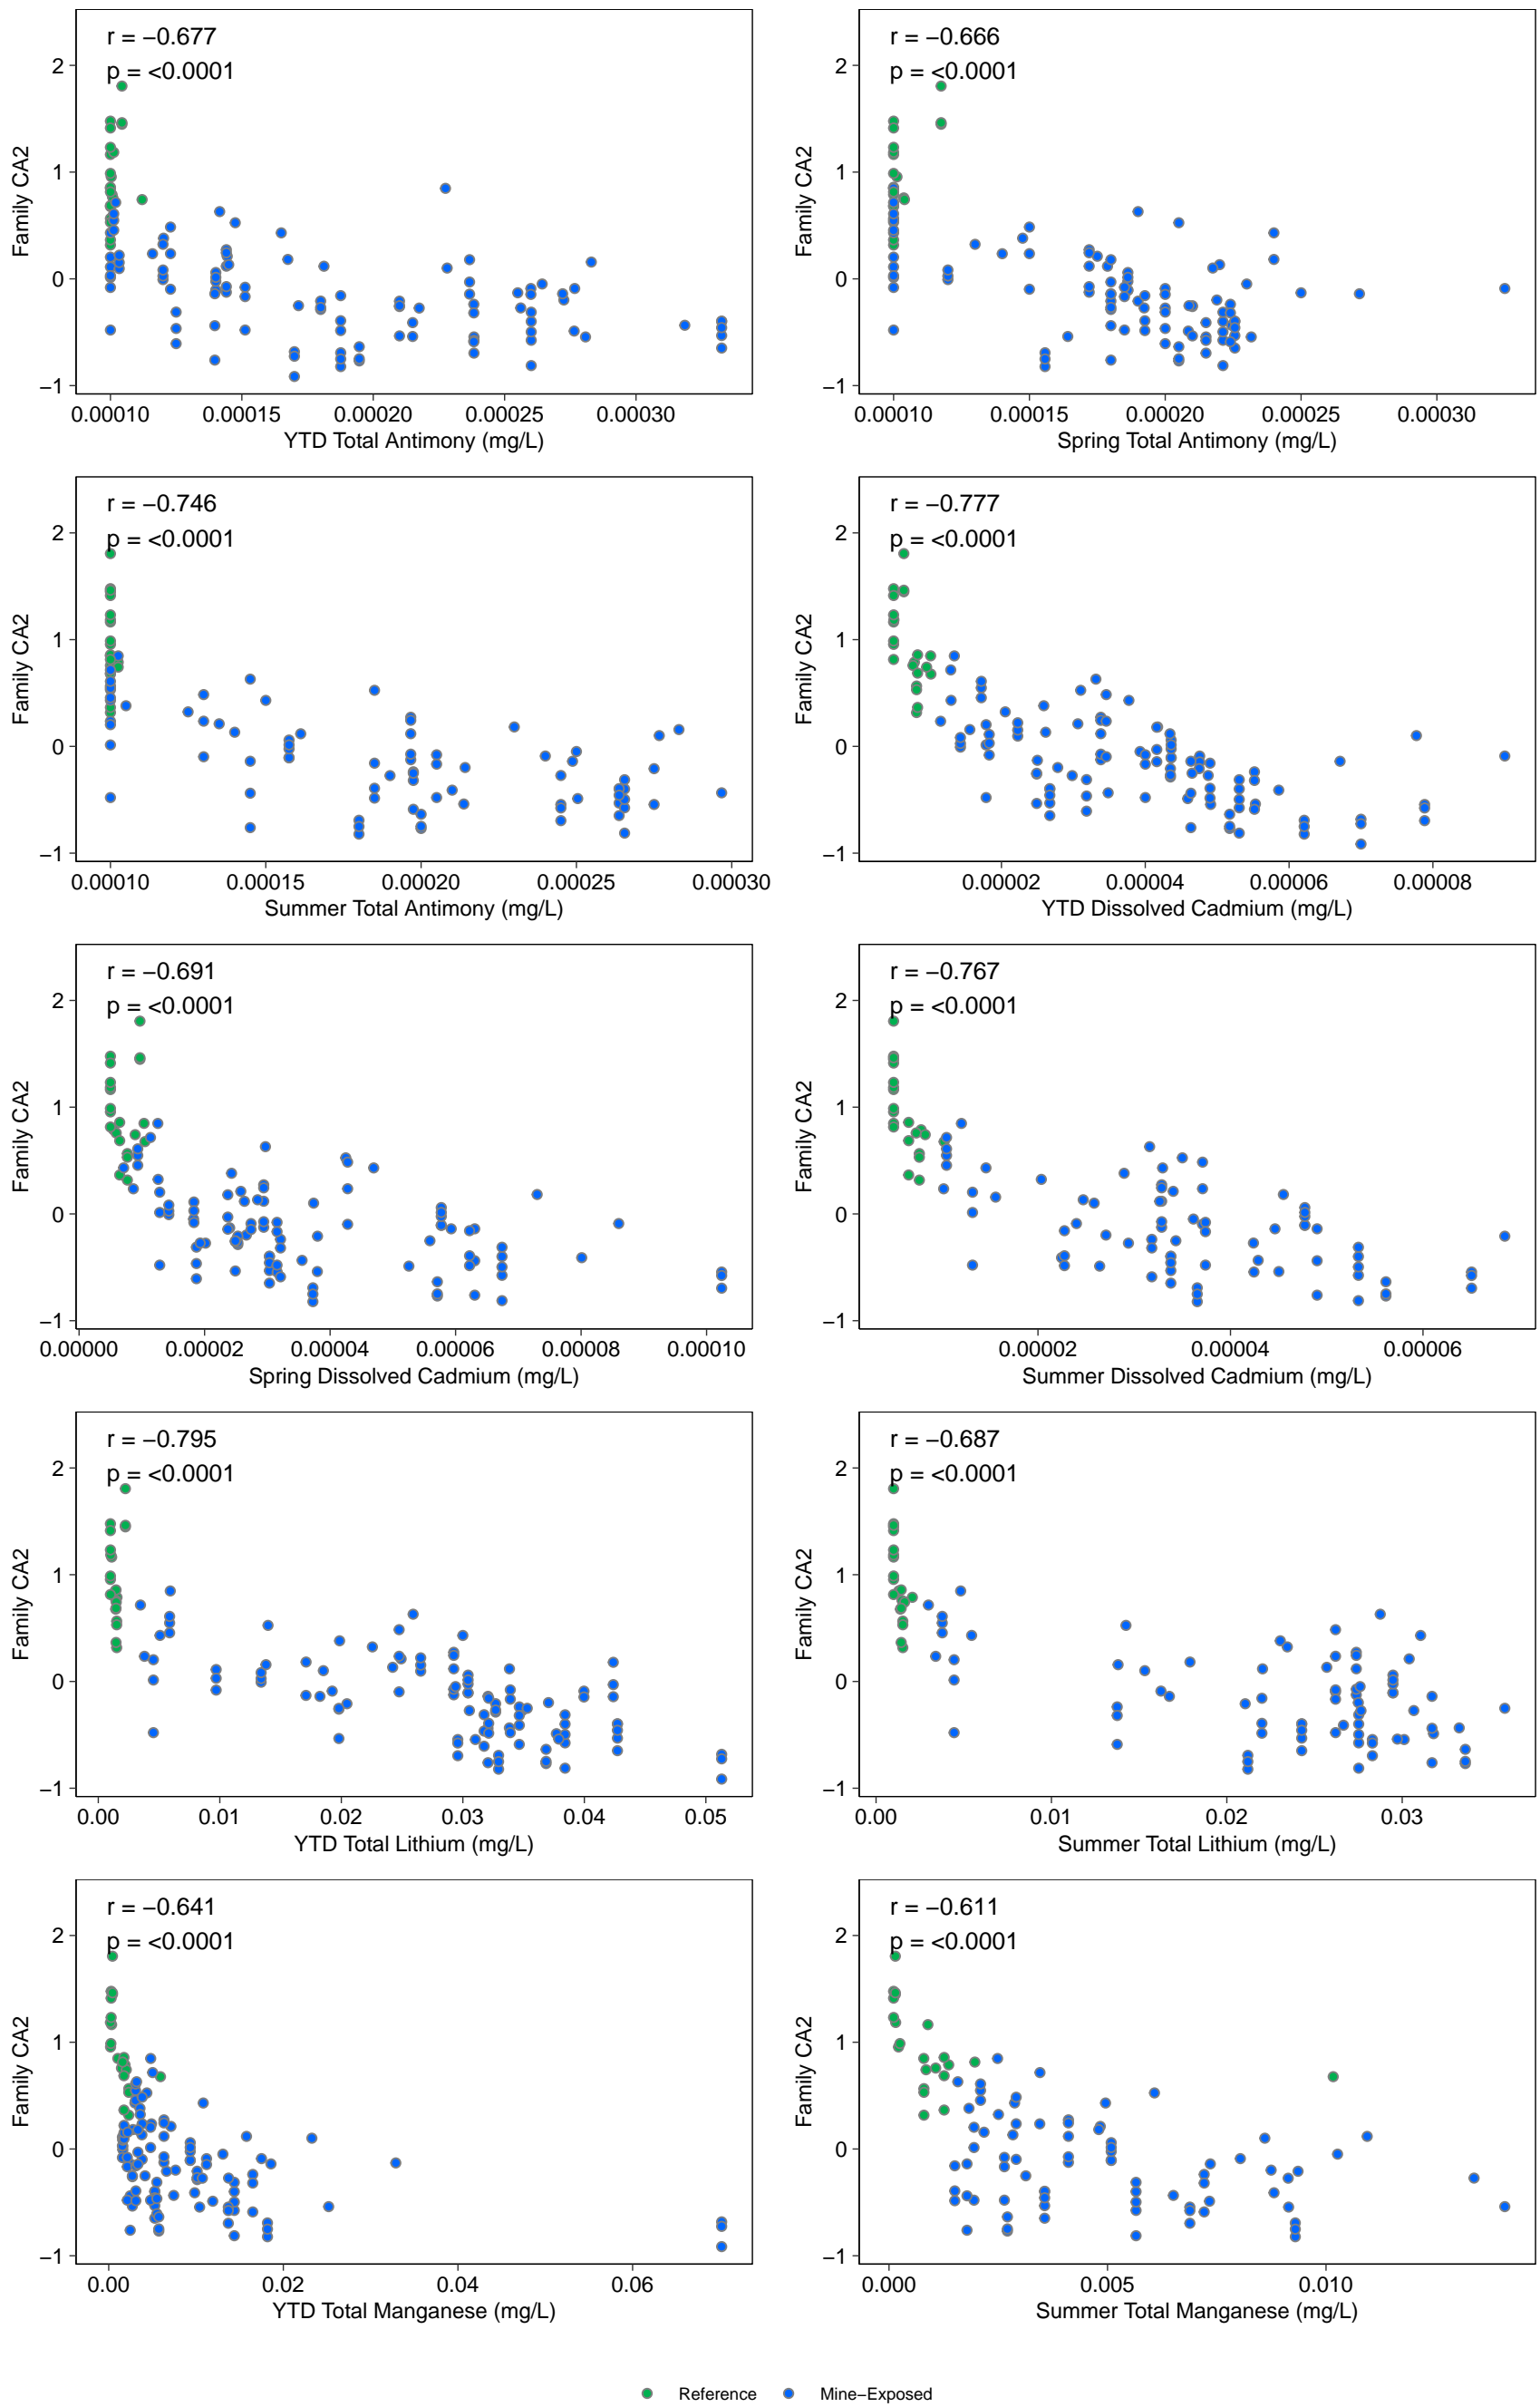 r = −0.677
p = <0.0001
Family CA2
2
1
0
−1
0.00010 0.00015 0.00020 0.00025 0.00030
YTD Total Antimony (mg/L)
r = −0.666
p = <0.0001
Family CA2
2
1
0
−1
0.00010 0.00015 0.00020 0.00025 0.00030
Spring Total Antimony (mg/L)
r = −0.746
p = <0.0001
Family CA2
2
1
0
−1
0.00010 0.00015 0.00020 0.00025 0.00030
Summer Total Antimony (mg/L)
r = −0.777
p = <0.0001
Family CA2
2
1
0
−1
0.00002 0.00004 0.00006 0.00008
YTD Dissolved Cadmium (mg/L)
r = −0.691
p = <0.0001
Family CA2
2
1
0
−1
0.00000 0.00002 0.00004 0.00006 0.00008 0.00010
Spring Dissolved Cadmium (mg/L)
r = −0.767
p = <0.0001
Family CA2
2
1
0
−1
0.00002 0.00004 0.00006
Summer Dissolved Cadmium (mg/L)
r = −0.795
p = <0.0001
Family CA2
2
1
0
−1
0.00 0.01 0.02 0.03 0.04 0.05
YTD Total Lithium (mg/L)
r = −0.687
p = <0.0001
Family CA2
2
1
0
−1
0.00 0.01 0.02 0.03
Summer Total Lithium (mg/L)
r = −0.641
p = <0.0001
Family CA2
2
1
0
−1
0.00 0.02 0.04 0.06
YTD Total Manganese (mg/L)
r = −0.611
p = <0.0001
Family CA2
2
1
0
−1
0.000 0.005 0.010
Summer Total Manganese (mg/L)
Reference Mine−Exposed